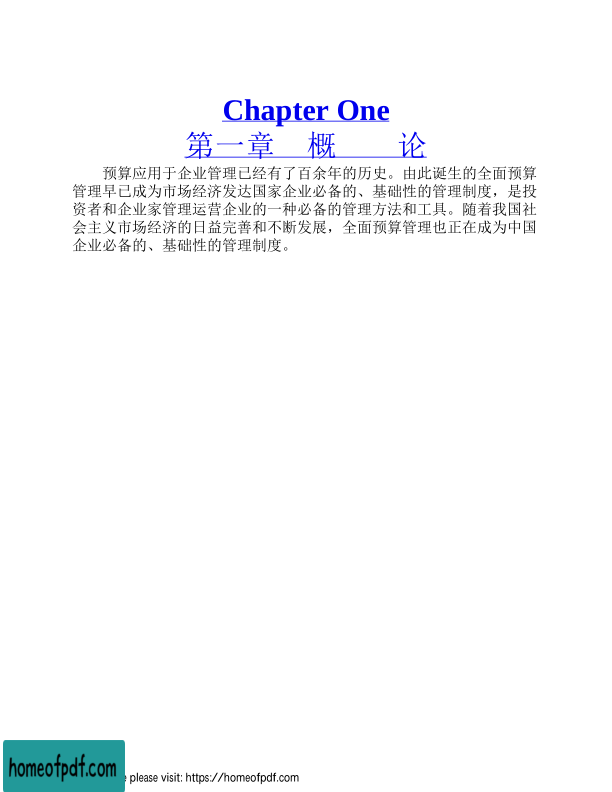 Chapter One
第一章　概　　论
预算应用于企业管理已经有了百余年的历史。由此诞生的全面预算
管理早已成为市场经济发达国家企业必备的、基础性的管理制度，是投
资者和企业家管理运营企业的一种必备的管理方法和工具。随着我国社
会主义市场经济的日益完善和不断发展，全面预算管理也正在成为中国
企业必备的、基础性的管理制度。
homeofpdf.com
e please visit: https://homeofpdf.com